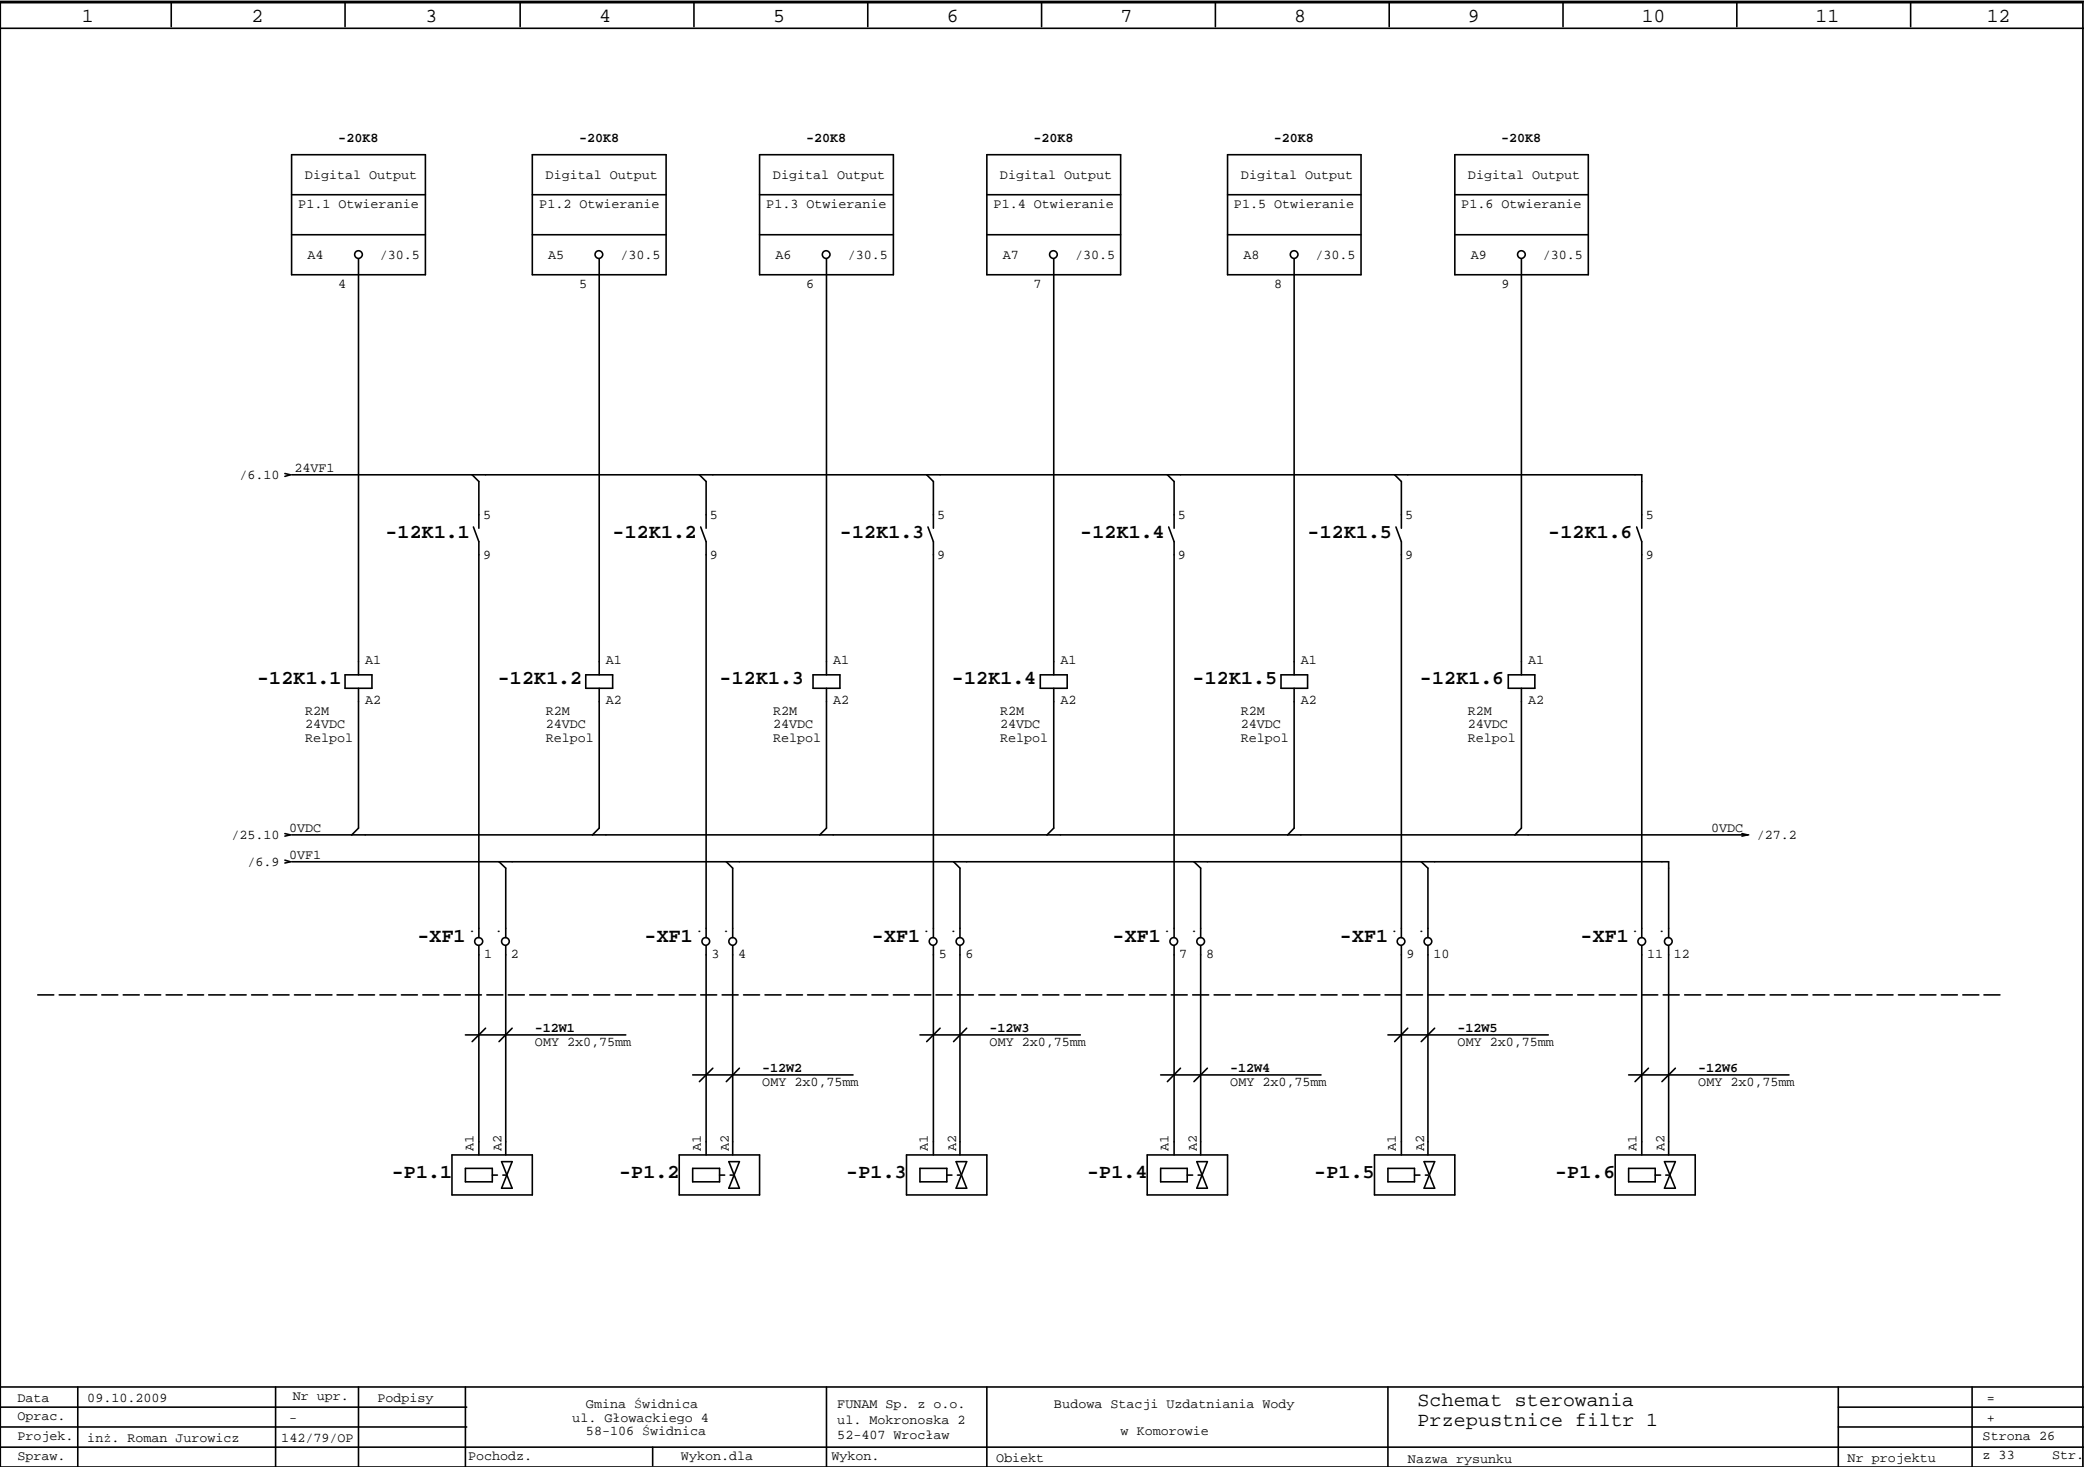 1 2 3 4 5 6 7 8 9 10 11 12
-20K8 -20K8 -20K8 -20K8 -20K8 -20K8
Digital Output Digital Output Digital Output Digital Output Digital Output Digital Output
P1.1 Otwieranie P1.2 Otwieranie P1.3 Otwieranie P1.4 Otwieranie P1.5 Otwieranie P1.6 Otwieranie
A4 /30.5 A5 /30.5 A6 /30.5 A7 /30.5 A8 /30.5 A9 /30.5
4 5 6 7 8 9
/6.10 24VF1
5 5 5 5 5 5
-12K1.1 -12K1.2 -12K1.3 -12K1.4 -12K1.5 -12K1.6
9 9 9 9 9 9
A1 A1 A1 A1 A1 A1
-12K1.1 -12K1.2 -12K1.3 -12K1.4 -12K1.5 -12K1.6
A2 A2 A2 A2 A2 A2
R2M R2M R2M R2M R2M R2M
24VDC 24VDC 24VDC 24VDC 24VDC 24VDC
Relpol Relpol Relpol Relpol Relpol Relpol
/25.10 0VDC 0VDC /27.2
/6.9 0VF1
-XF1 -XF1 -XF1 -XF1 -XF1 -XF1
1 2 3 4 5 6 7 8 9 10 11 12
-12W1 -12W3 -12W5
OMY 2x0,75mm OMY 2x0,75mm OMY 2x0,75mm
-12W2 -12W4 -12W6
OMY 2x0,75mm OMY 2x0,75mm OMY 2x0,75mm
A1 A2 A1 A2 A1 A2 A1 A2 A1 A2 A1 A2
-P1.1 -P1.2 -P1.3 -P1.4 -P1.5 -P1.6
Data 09.10.2009 Nr upr. Podpisy
Oprac. -
Projek. inż. Roman Jurowicz 142/79/OP
Spraw.
Gmina Świdnica
ul. Głowackiego 4
58-106 Świdnica
Pochodz. Wykon.dla
FUNAM Sp. z o.o.
ul. Mokronoska 2
52-407 Wrocław
Wykon.
Budowa Stacji Uzdatniania Wody
w Komorowie
Obiekt
Schemat sterowania
Przepustnice filtr 1
Nazwa rysunku
Nr projektu
=
+
Strona 26
z 33 Str.